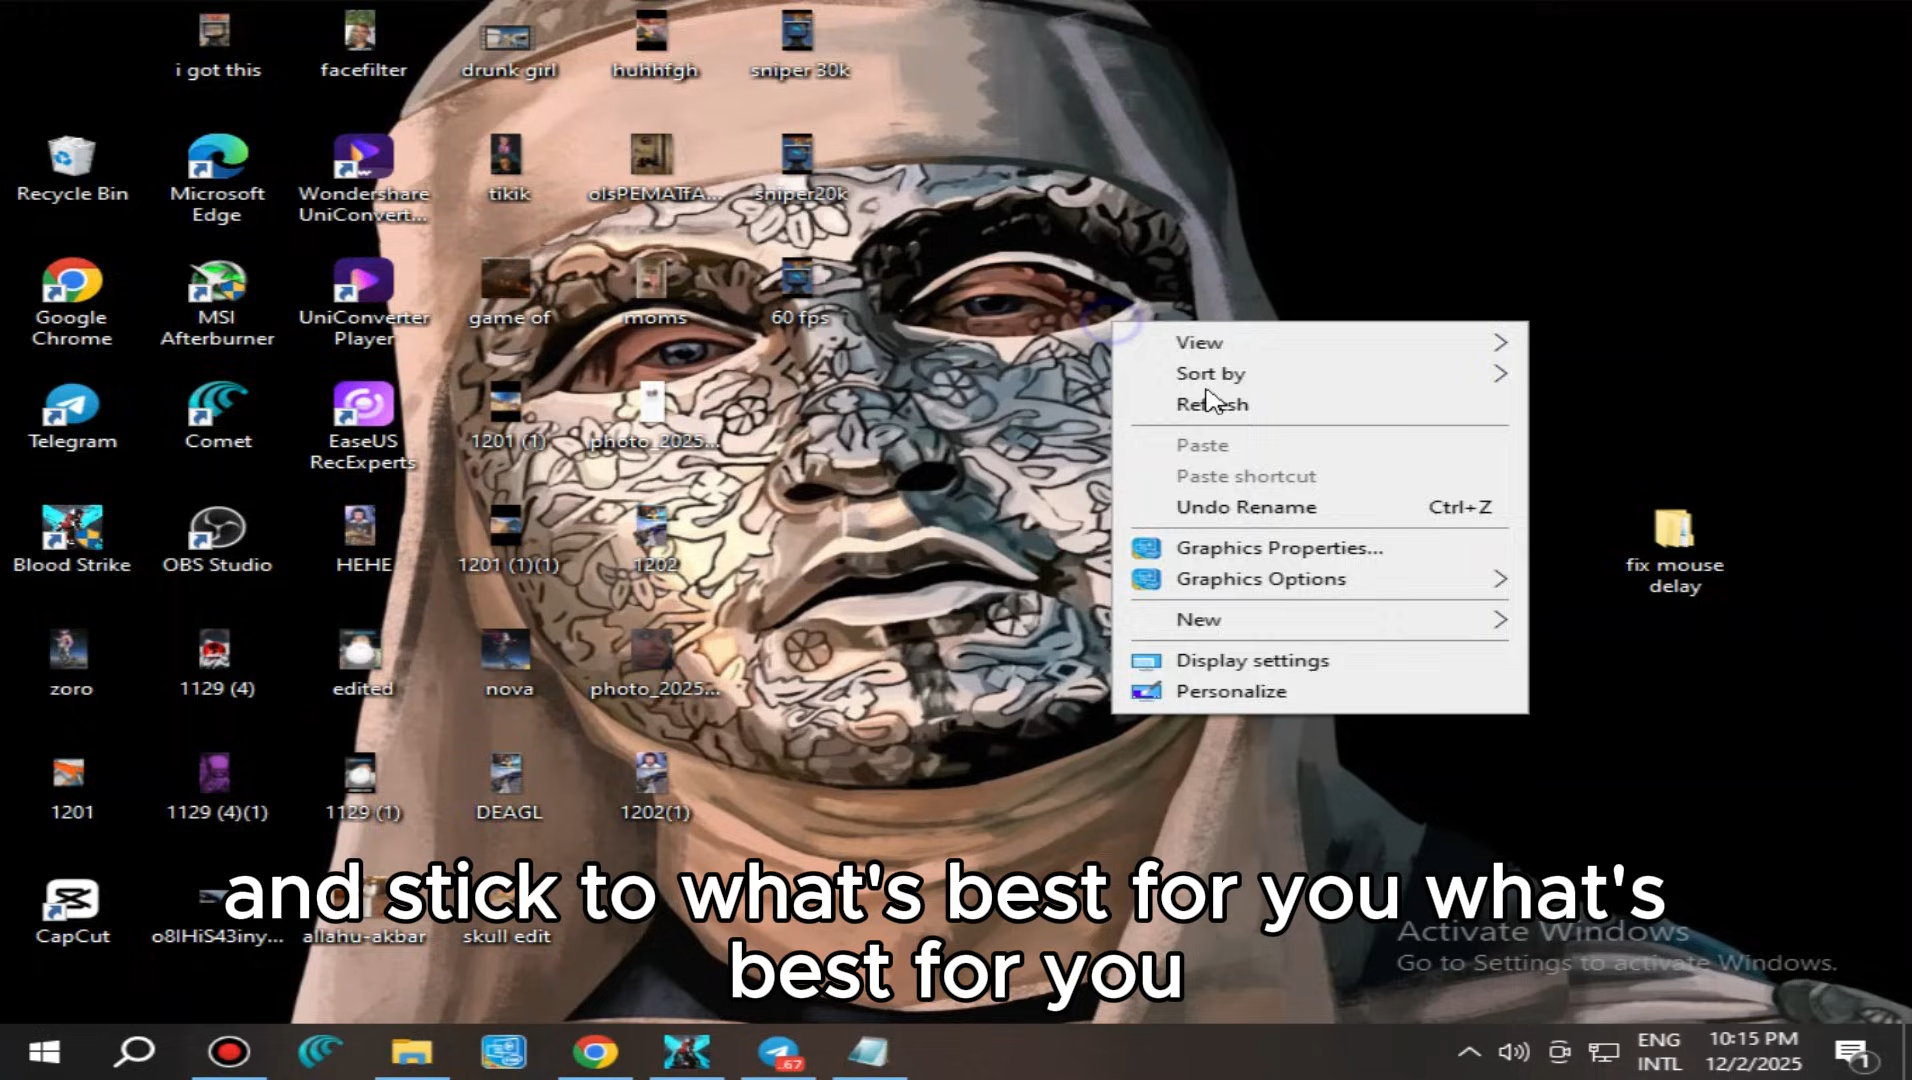 i got this
facefilter
drunk girl
huhhfgh
sniper 30k
Recycle Bin
Microsoft
Edge
Wondershare
UniConvert...
tikik
olsPEMATfA...
sniper20k
Google
Chrome
MSI
Afterburner
UniConverter
Player
game of
moms
60 fps
Telegram
Comet
EaseUS
RecExperts
1201 (1)
photo_2025...
Blood Strike
OBS Studio
HEHE
1201 (1)(1)
1202
zoro
1129 (4)
edited
nova
photo_2025...
1201
1129 (4)(1)
1129 (1)
DEAGL
1202(1)
CapCut
o8lHiS43iny...
allahu-akbar
skull edit
View
Sort by
Refresh
Paste
Paste shortcut
Undo Rename Ctrl+Z
Graphics Properties...
Graphics Options
New
Display settings
Personalize
fix mouse
delay
and stick to what's best for you what's
best for you
Activate Windows
Go to Settings to activate Windows.
.67
ENG
INTL
10:15 PM
12/2/2025
1